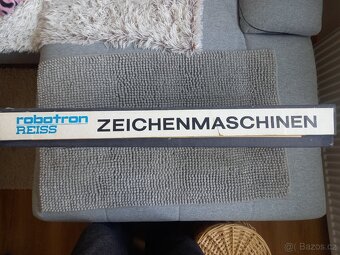 robotron
REISS
ZEICHENMASCHINEN
© Bazos.cz